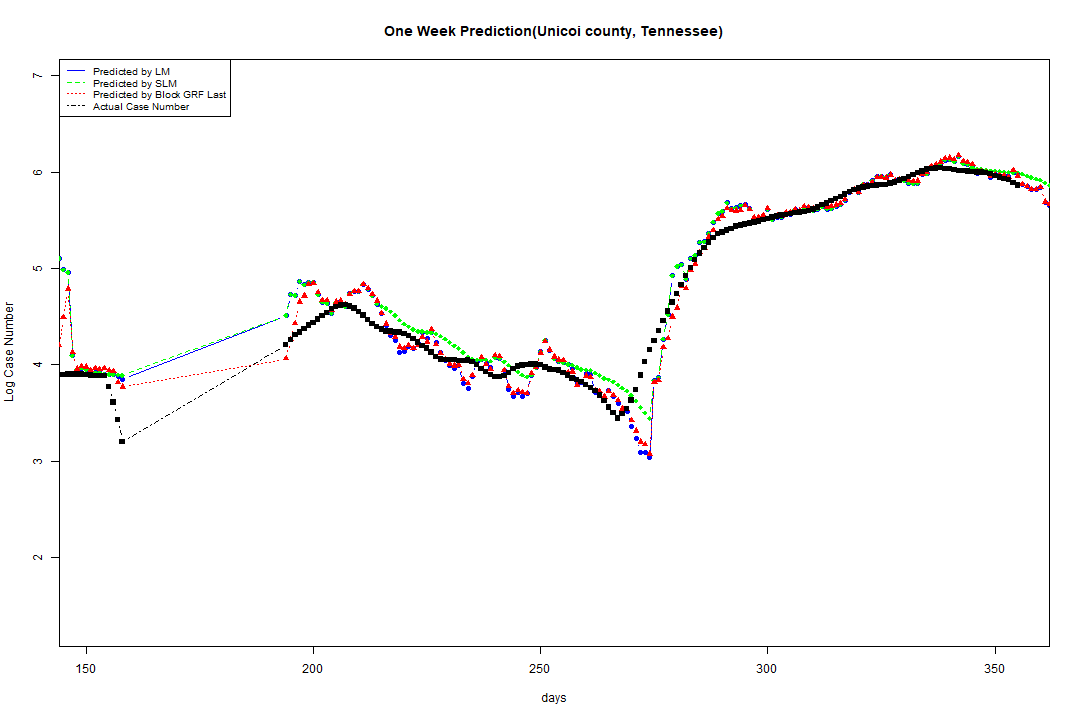 One Week Prediction(Unicoi county, Tennessee)
Predicted by LM
Predicted by SLM
Predicted by Block GRF Last
Actual Case Number
7
6
5
4
3
2
Log Case Number
150 200 250 300 350
days